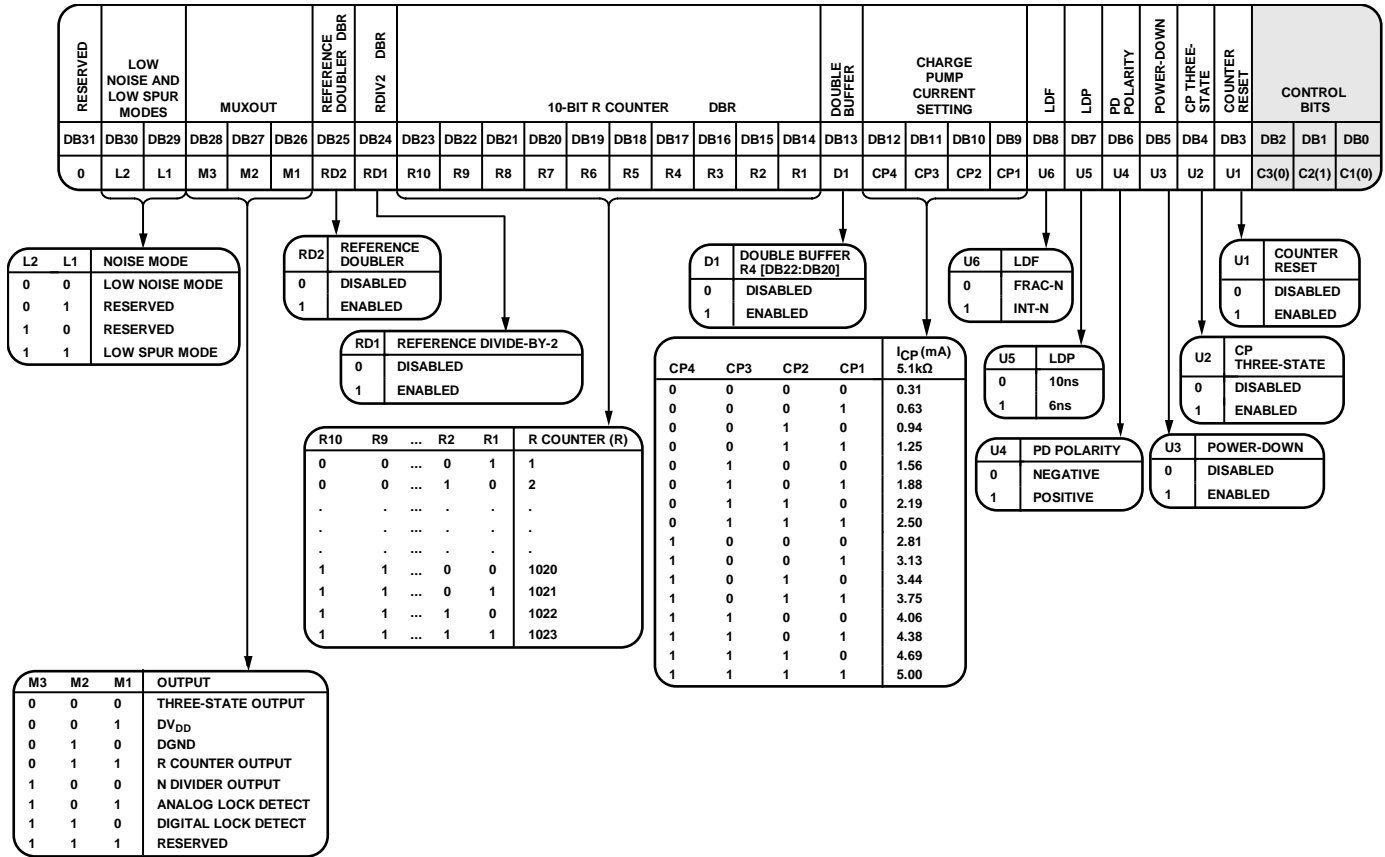 RESERVED
LOW
NOISE AND
LOW SPUR
MODES
MUXOUT
REFERENCE
DOUBLER DBR
RDIV2 DBR
10-BIT R COUNTER DBR
DOUBLE
BUFFER
CHARGE
PUMP
CURRENT
SETTING
LDF
LDP
PD
POLARITY
POWER-DOWN
CP THREE-
STATE
COUNTER
RESET
CONTROL
BITS
DB31 DB30 DB29 DB28 DB27 DB26 DB25 DB24 DB23 DB22 DB21 DB20 DB19 DB18 DB17 DB16 DB15 DB14 DB13 DB12 DB11 DB10 DB9 DB8 DB7 DB6 DB5 DB4 DB3 DB2 DB1 DB0
0 L2 L1 M3 M2 M1 RD2 RD1 R10 R9 R8 R7 R6 R5 R4 R3 R2 R1 D1 CP4 CP3 CP2 CP1 U6 U5 U4 U3 U2 U1 C3(0) C2(1) C1(0)
L2 L1 NOISE MODE
0 0 LOW NOISE MODE
0 1 RESERVED
1 0 RESERVED
1 1 LOW SPUR MODE
RD2 REFERENCE
DOUBLER
0 DISABLED
1 ENABLED
RD1 REFERENCE DIVIDE-BY-2
0 DISABLED
1 ENABLED
R10 R9 ... R2 R1 R COUNTER (R)
0 0 ... 0 1 1
0 0 ... 1 0 2
. . ... . . .
. . ... . . .
. . ... . . .
1 1 ... 0 0 1020
1 1 ... 0 1 1021
1 1 ... 1 0 1022
1 1 ... 1 1 1023
D1 DOUBLE BUFFER
R4 [DB22:DB20]
0 DISABLED
1 ENABLED
CP4 CP3 CP2 CP1 ICP (mA)
5.1kΩ
0 0 0 0 0.31
0 0 0 1 0.63
0 0 1 0 0.94
0 0 1 1 1.25
0 1 0 0 1.56
0 1 0 1 1.88
0 1 1 0 2.19
0 1 1 1 2.50
1 0 0 0 2.81
1 0 0 1 3.13
1 0 1 0 3.44
1 0 1 1 3.75
1 1 0 0 4.06
1 1 0 1 4.38
1 1 1 0 4.69
1 1 1 1 5.00
U6 LDF
0 FRAC-N
1 INT-N
U5 LDP
0 10ns
1 6ns
U4 PD POLARITY
0 NEGATIVE
1 POSITIVE
U1 COUNTER
RESET
0 DISABLED
1 ENABLED
U2 CP
THREE-STATE
0 DISABLED
1 ENABLED
U3 POWER-DOWN
0 DISABLED
1 ENABLED
M3 M2 M1 OUTPUT
0 0 0 THREE-STATE OUTPUT
0 0 1 DVDD
0 1 0 DGND
0 1 1 R COUNTER OUTPUT
1 0 0 N DIVIDER OUTPUT
1 0 1 ANALOG LOCK DETECT
1 1 0 DIGITAL LOCK DETECT
1 1 1 RESERVED